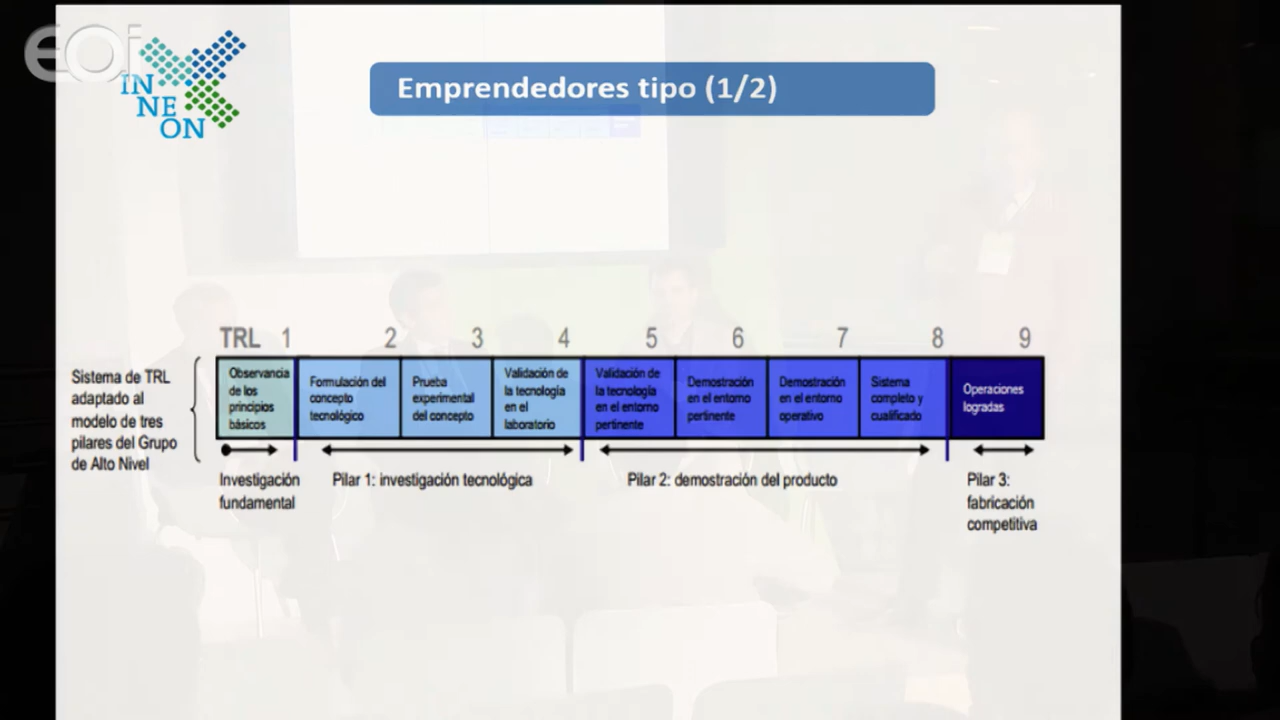 EOi
IN
NE
ON
Emprendedores tipo (1/2)
TRL 1 2 3 4 5 6 7 8 9
Sistema de TRL
adaptado al
modelo de tres
pilares del Grupo
de Alto Nivel
Observancia
de los
principios
básicos
Formulación del
concepto
tecnológico
Prueba
experimental
del concepto
Validación de
la tecnología
en el
laboratorio
Validación de
la tecnología
en el entorno
pertinente
Demostración
en el entorno
pertinente
Demostración
en el entorno
operativo
Sistema
completo y
cualificado
Operaciones
logradas
Investigación
fundamental
Pilar 1: investigación tecnológica
Pilar 2: demostración del producto
Pilar 3:
fabricación
competitiva